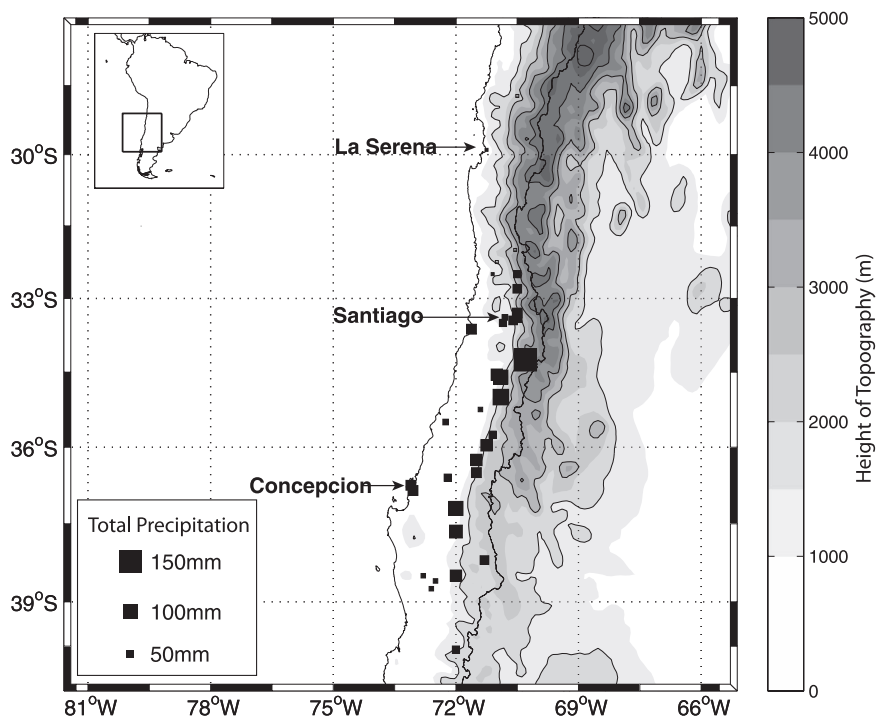 La Serena
Santiago
Concepcion
30°S
33°S
36°S
39°S
81°W
78°W
75°W
72°W
69°W
66°W
Total Precipitation
150mm
100mm
50mm
5000
4000
3000
2000
1000
0
Height of Topography (m)